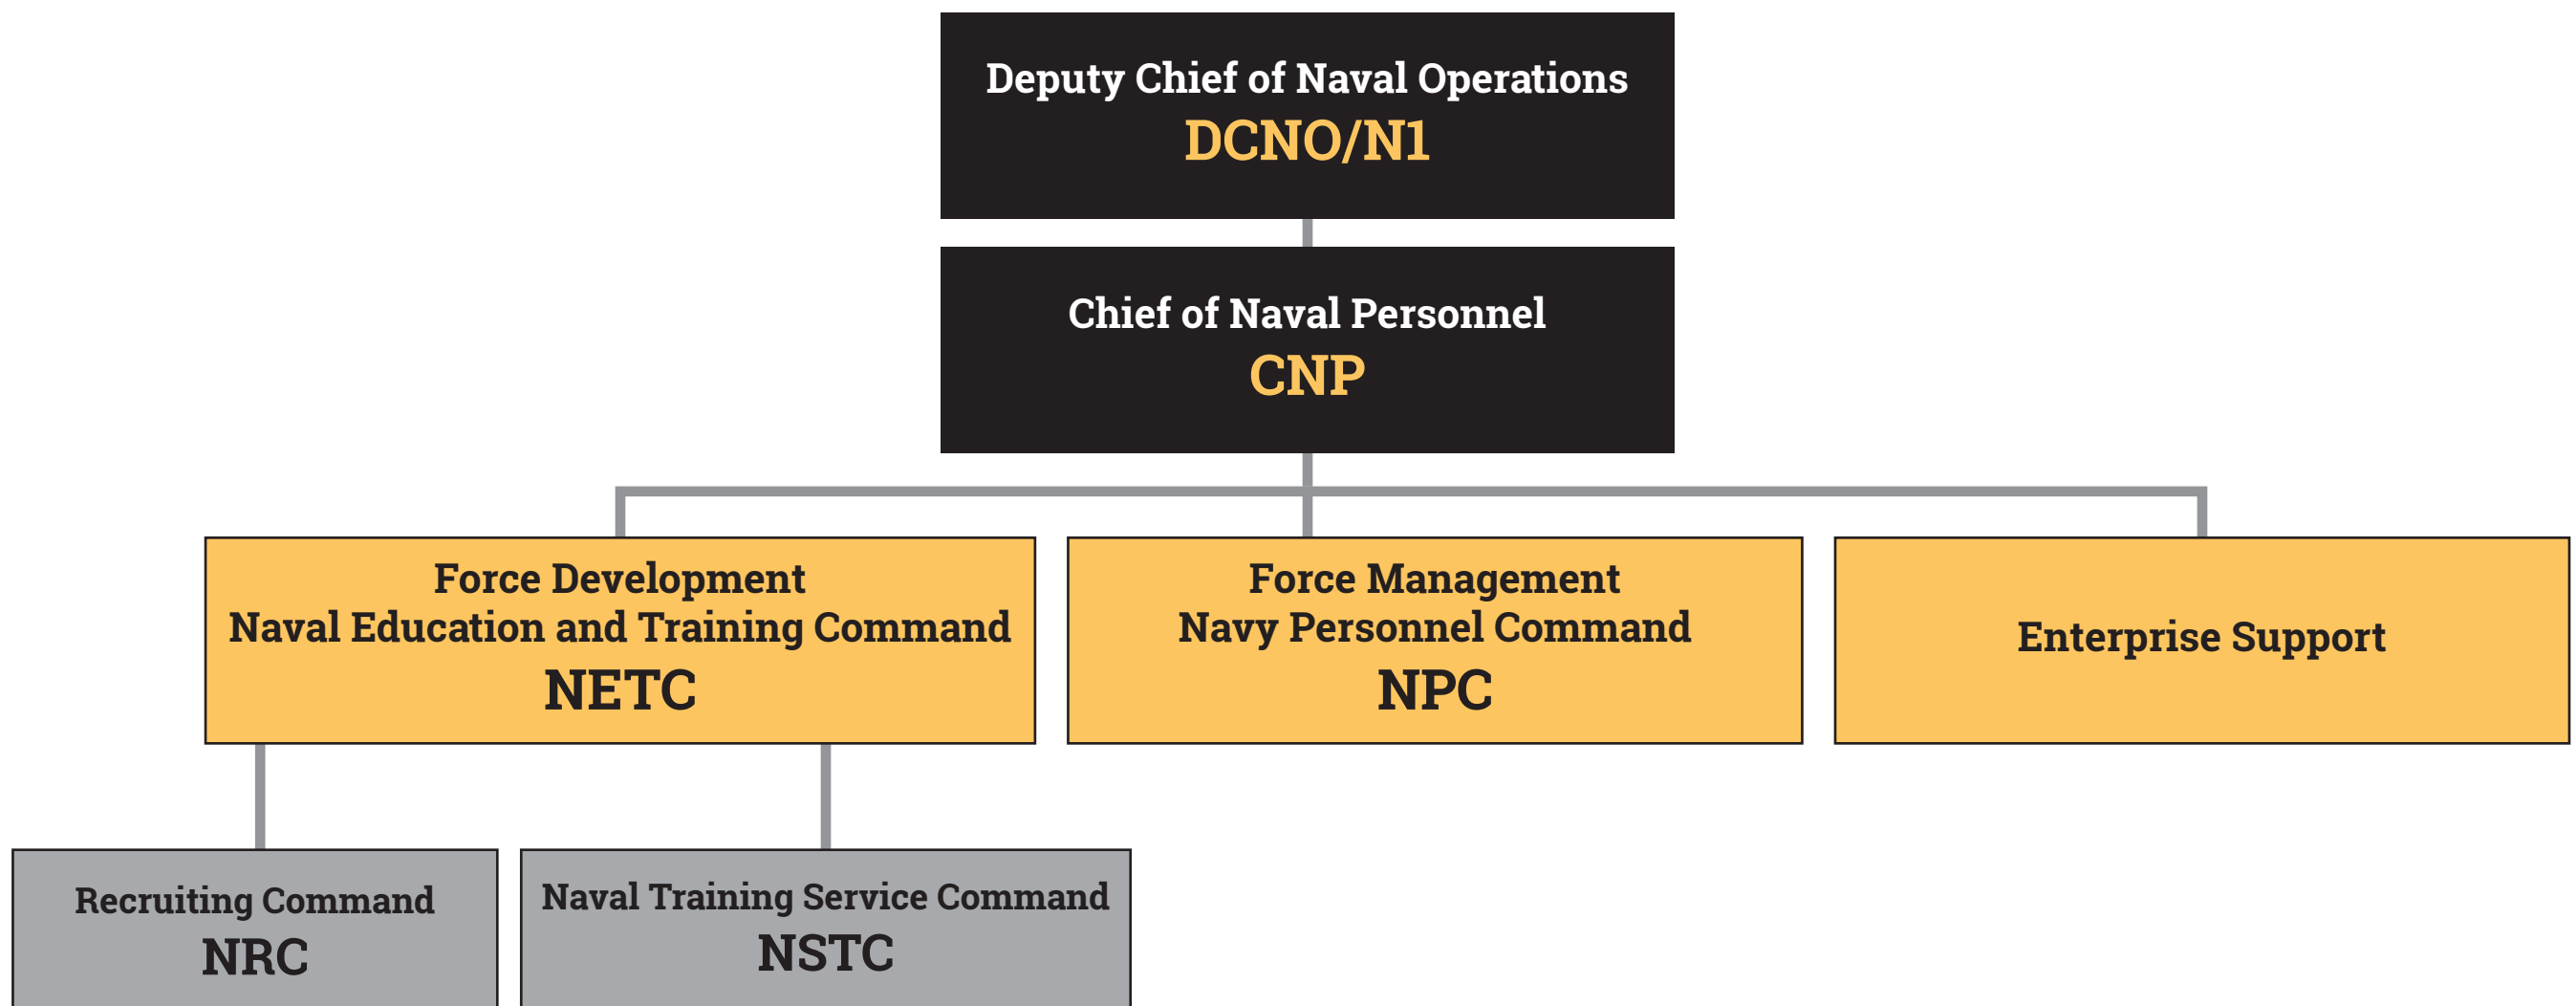 Deputy Chief of Naval Operations
DCNO/N1
Chief of Naval Personnel
CNP
Force Development
Naval Education and Training Command
NETC
Force Management
Navy Personnel Command
NPC
Enterprise Support
Recruiting Command
NRC
Naval Training Service Command
NSTC